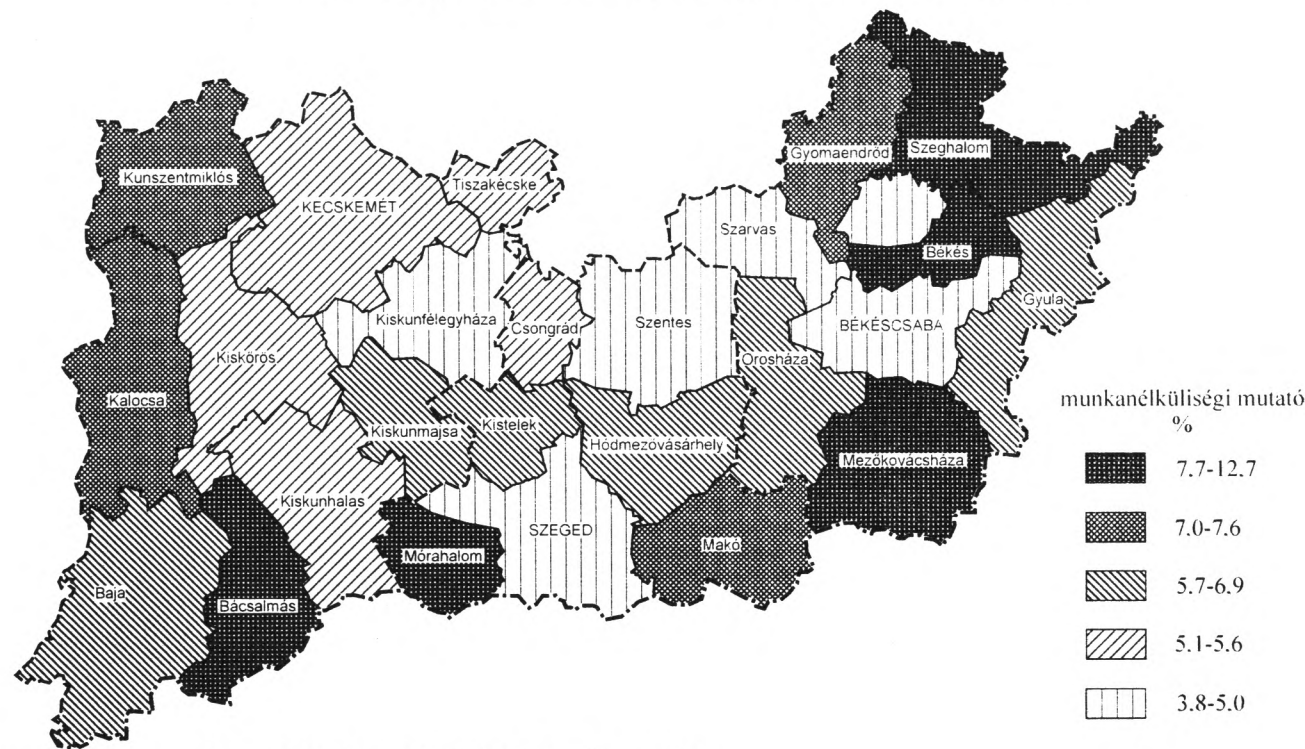 Kunszentmiklós
KECSKEMÉT
Tiszakécske
Gyomaendrőd
Szeghalom
Szarvas
Békés
Gyula
Kiskunfélegyháza
Csongrád
Szentes
BÉKÉSCSABA
Orosháza
Kiskőrös
Kalocsa
Kiskunmajsa
Kistelek
Hódmezővásárhely
Mezőkovácsháza
Kiskunhalas
SZEGED
Makó
Mórahalom
Baja
Bácsalmás
munkanélküliségi mutató
%
7.7-12.7
7.0-7.6
5.7-6.9
5.1-5.6
3.8-5.0